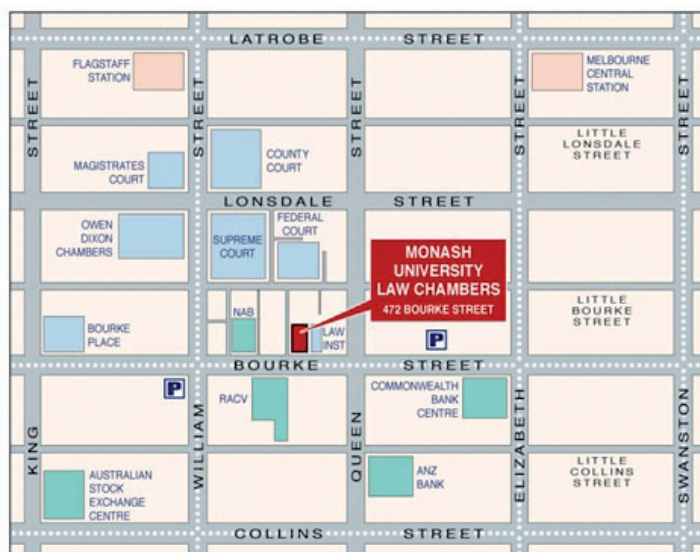 LATROBE STREET
FLAGSTAFF
STATION
MELBOURNE
CENTRAL
STATION
STREET
STREET
STREET
STREET
STREET
MAGISTRATES
COURT
COUNTY
COURT
LITTLE
LONSDALE
STREET
LONSDALE STREET
OWEN
DIXON
CHAMBERS
SUPREME
COURT
FEDERAL
COURT
MONASH
UNIVERSITY
LAW CHAMBERS
472 BOURKE STREET
LITTLE
BOURKE
STREET
BOURKE
PLACE
NAB
LAW
INST
P
BOURKE STREET
P
RACV
COMMONWEALTH
BANK
CENTRE
KING
WILLIAM
QUEEN
ELIZABETH
SWANSTON
AUSTRALIAN
STOCK
EXCHANGE
CENTRE
ANZ
BANK
LITTLE
COLLINS
STREET
COLLINS STREET